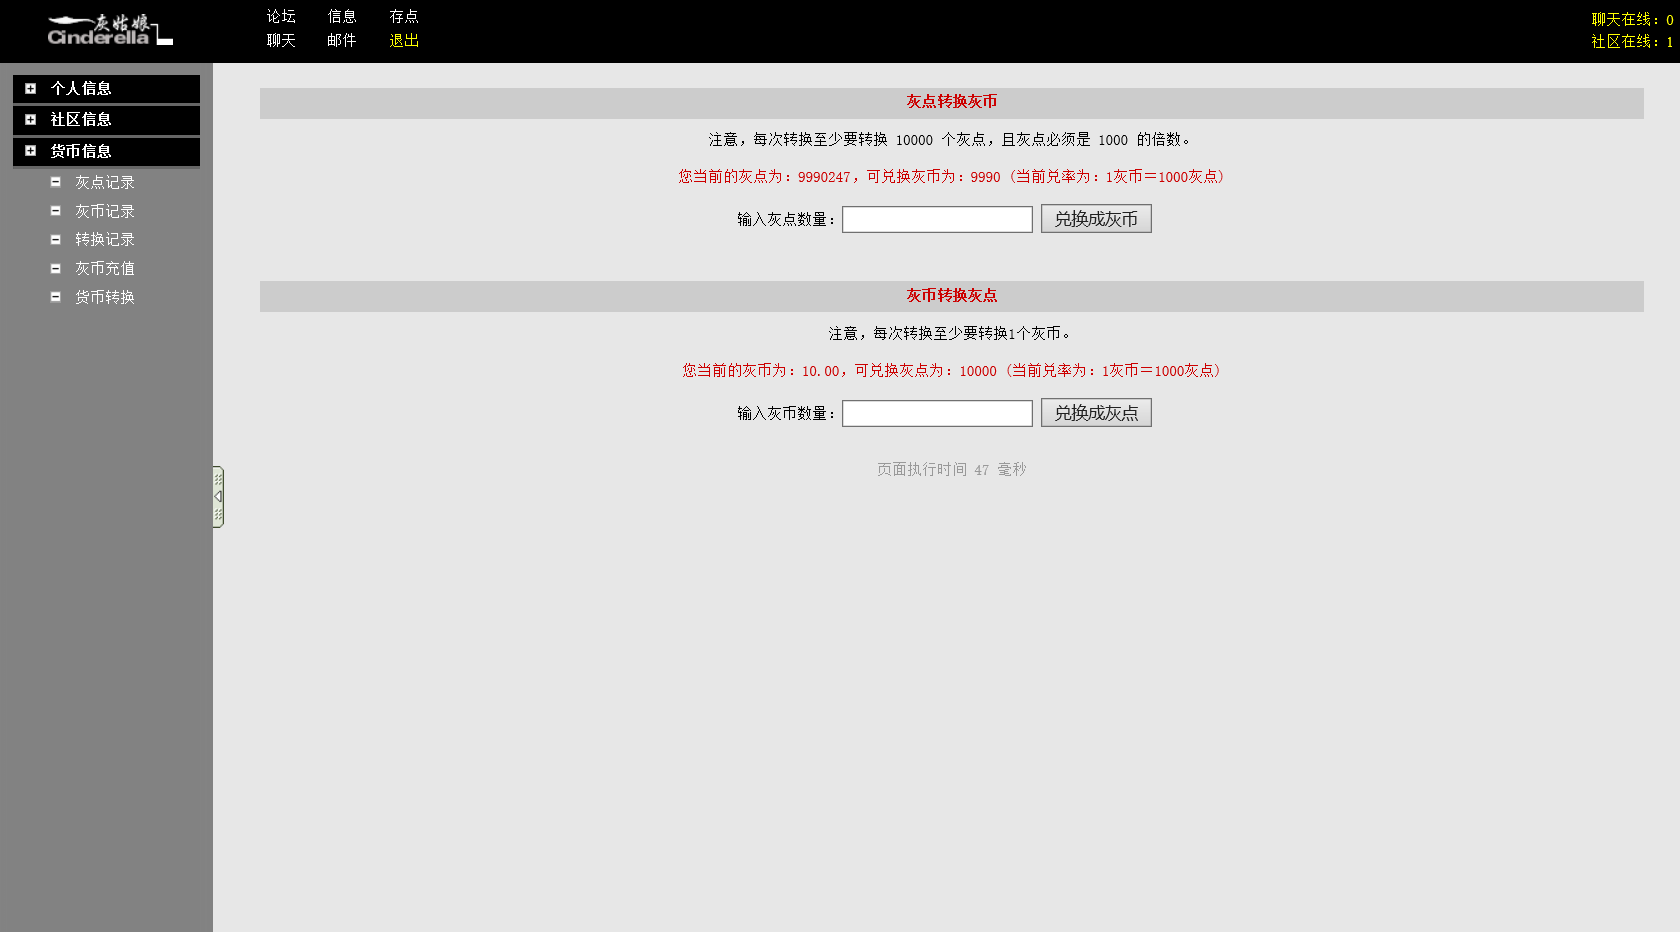 灰姑娘
Cinderella
论坛 信息 存点
聊天 邮件 退出
聊天在线：0
社区在线：1
个人信息
社区信息
货币信息
灰点记录
灰币记录
转换记录
灰币充值
货币转换
灰点转换灰币
注意，每次转换至少要转换 10000 个灰点，且灰点必须是 1000 的倍数。
您当前的灰点为：9990247，可兑换灰币为：9990 (当前兑率为：1灰币＝1000灰点)
输入灰点数量： 兑换成灰币
灰币转换灰点
注意，每次转换至少要转换1个灰币。
您当前的灰币为：10.00，可兑换灰点为：10000 (当前兑率为：1灰币＝1000灰点)
输入灰币数量： 兑换成灰点
页面执行时间 47 毫秒